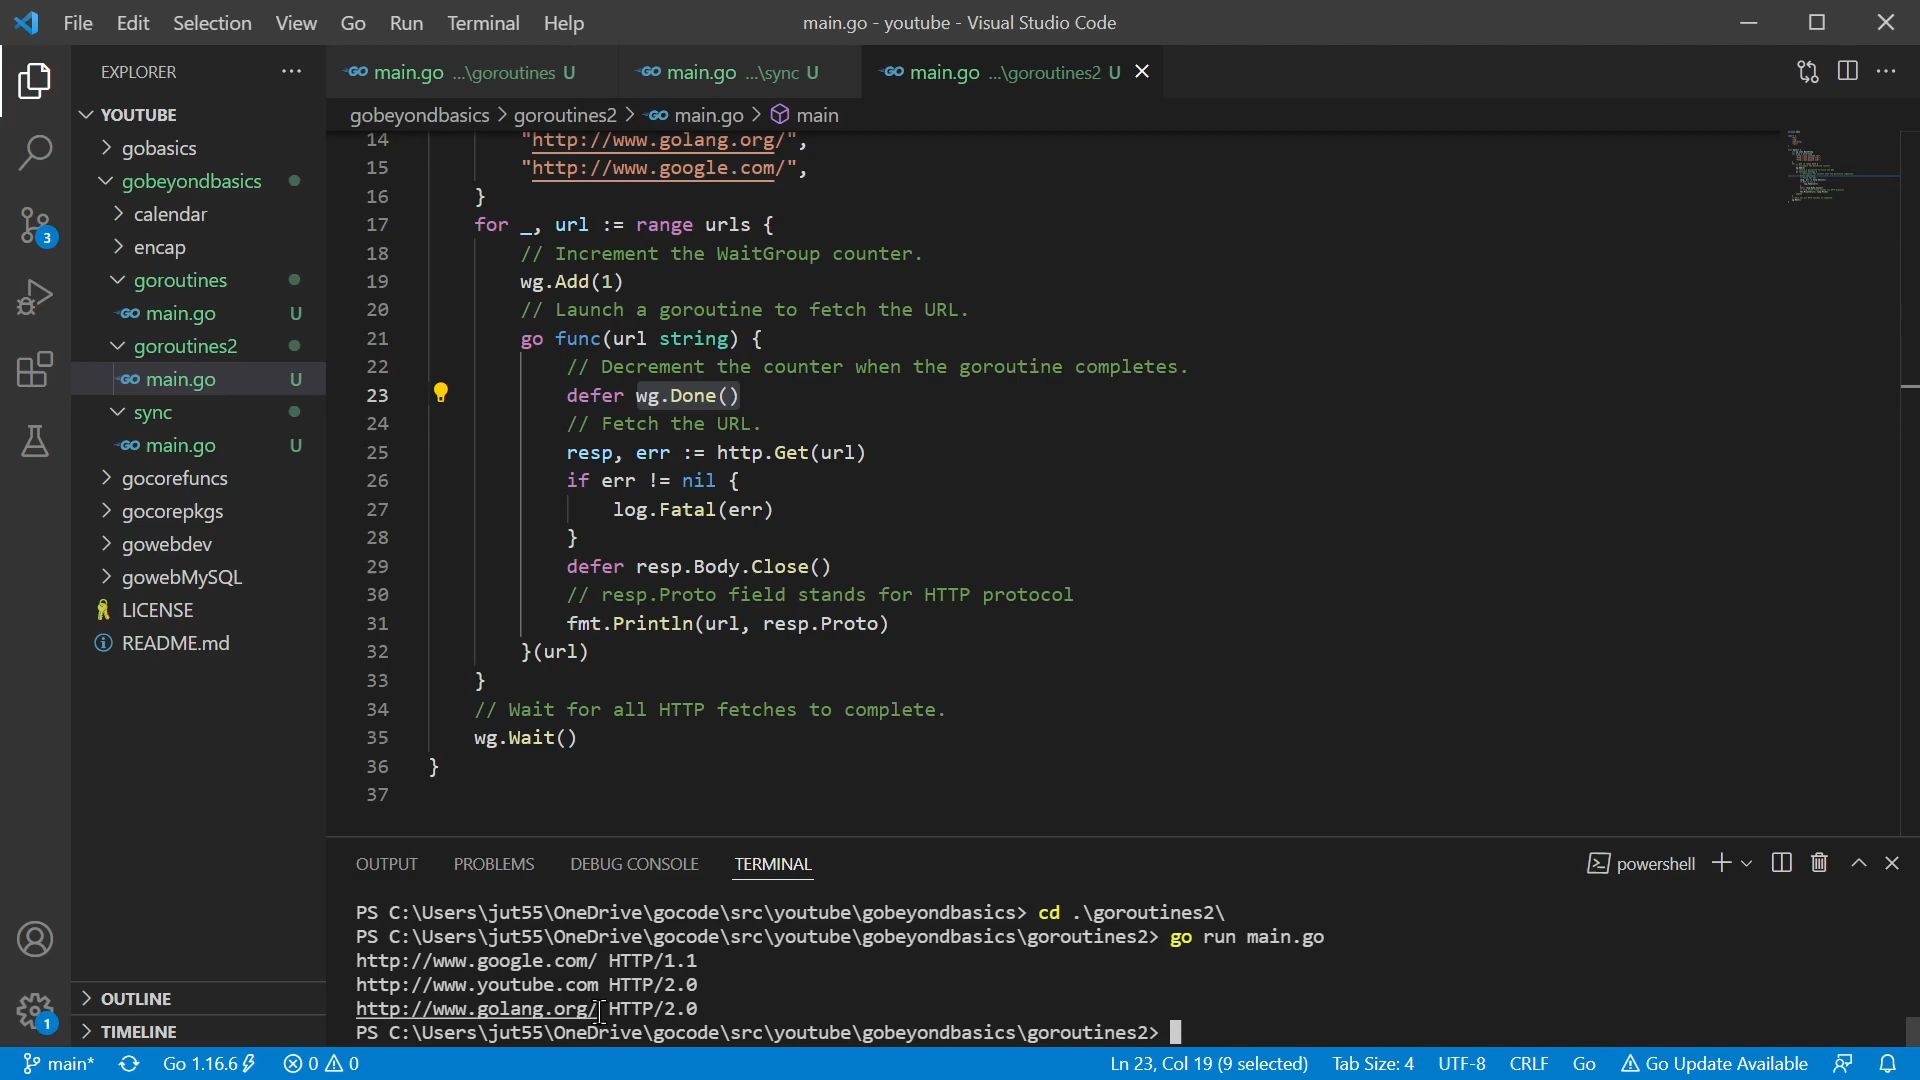 File Edit Selection View Go Run Terminal Help main.go - youtube - Visual Studio Code
EXPLORER
YOUTUBE
gobasics
gobeyondbasics
calendar
encap
goroutines
main.go U
goroutines2
main.go U
sync
main.go U
gocorefuncs
gocorepkgs
gowebdev
gowebMySQL
LICENSE
README.md
OUTLINE
TIMELINE
3
1
main.go ...\goroutines U main.go ...\sync U main.go ...\goroutines2 U
gobeyondbasics > goroutines2 > main.go > main
14 "http://www.golang.org/",
15 "http://www.google.com/",
16 }
17 for _, url := range urls {
18 // Increment the WaitGroup counter.
19 wg.Add(1)
20 // Launch a goroutine to fetch the URL.
21 go func(url string) {
22 // Decrement the counter when the goroutine completes.
23 defer wg.Done()
24 // Fetch the URL.
25 resp, err := http.Get(url)
26 if err != nil {
27 log.Fatal(err)
28 }
29 defer resp.Body.Close()
30 // resp.Proto field stands for HTTP protocol
31 fmt.Println(url, resp.Proto)
32 }(url)
33 }
34 // Wait for all HTTP fetches to complete.
35 wg.Wait()
36 }
37
OUTPUT PROBLEMS DEBUG CONSOLE TERMINAL powershell
PS C:\Users\jut55\OneDrive\gocode\src\youtube\gobeyondbasics> cd .\goroutines2\
PS C:\Users\jut55\OneDrive\gocode\src\youtube\gobeyondbasics\goroutines2> go run main.go
http://www.google.com/ HTTP/1.1
http://www.youtube.com HTTP/2.0
http://www.golang.org/ HTTP/2.0
PS C:\Users\jut55\OneDrive\gocode\src\youtube\gobeyondbasics\goroutines2>
main* Go 1.16.6 0 0 Ln 23, Col 19 (9 selected) Tab Size: 4 UTF-8 CRLF Go Go Update Available